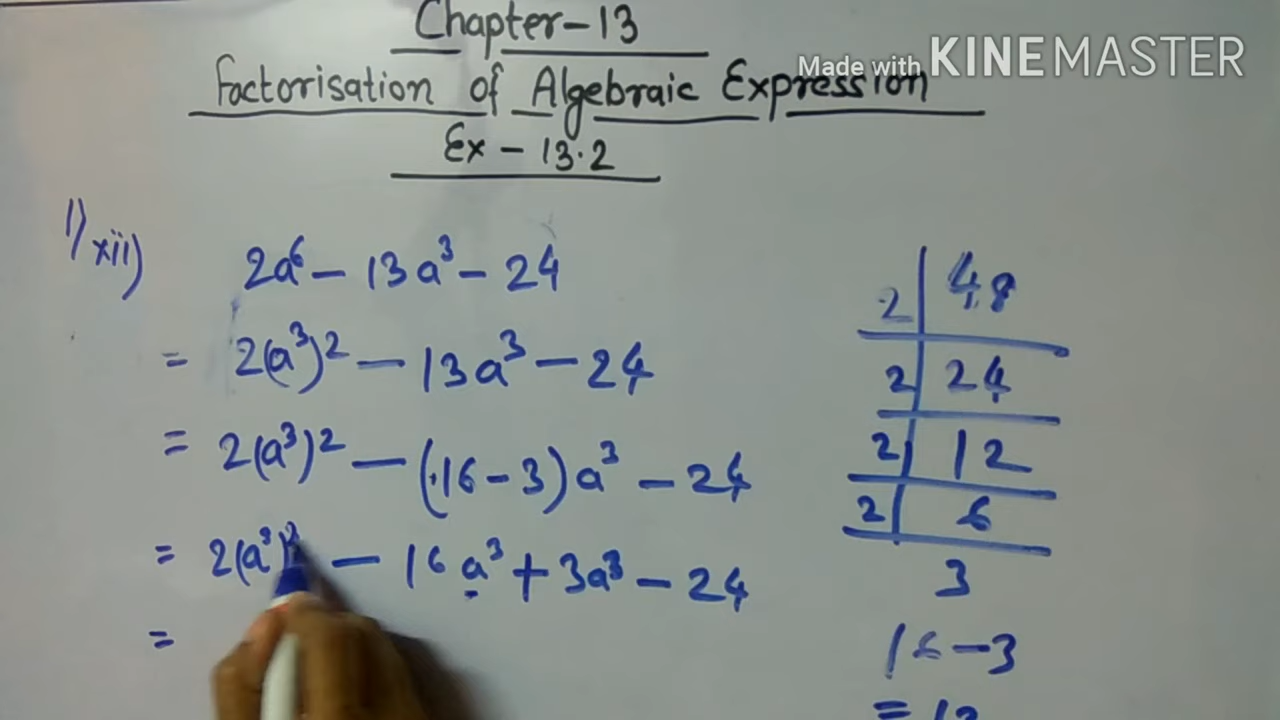 Chapter-13
Made with KINEMASTER
Factorisation of Algebraic Expression
Ex - 13.2
1) xii) 2a⁶ - 13a³ - 24
= 2(a³)² - 13a³ - 24
= 2(a³)² - (16-3)a³ - 24
= 2(a³)² - 16a³ + 3a³ - 24
=
2 | 48
2 | 24
2 | 12
2 | 6
3
16-3
= 13